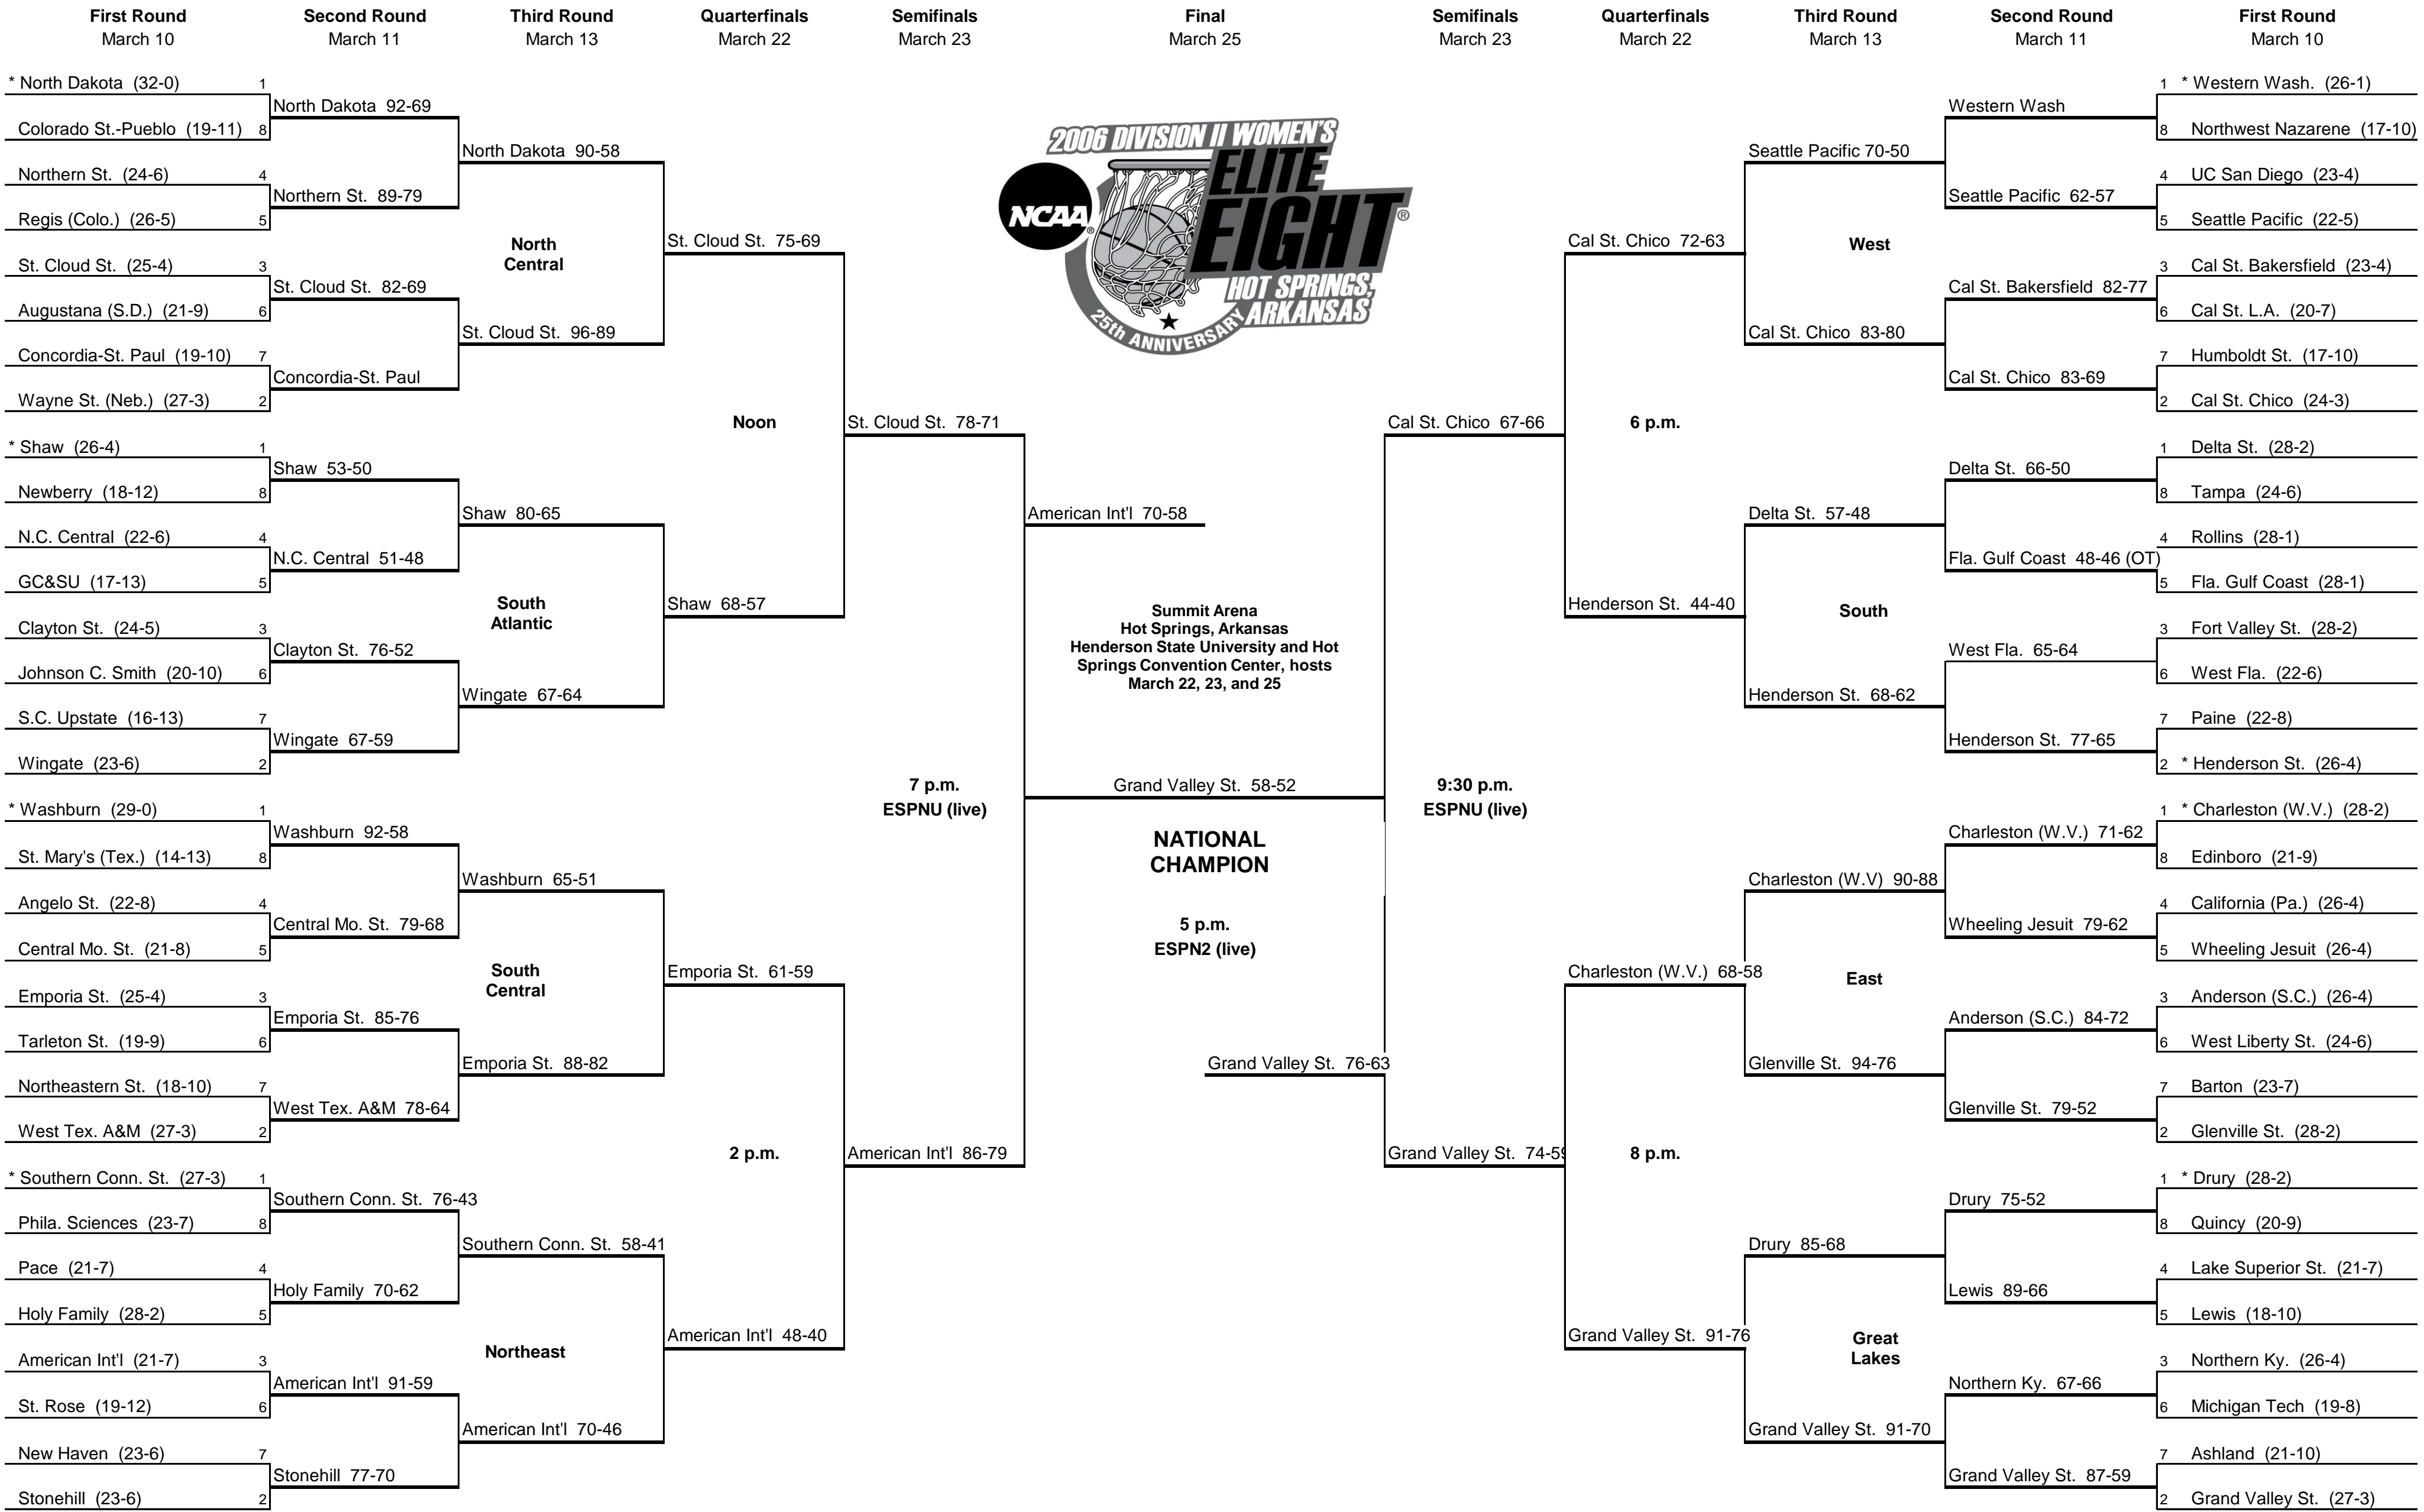 First Round Second Round Third Round Quarterfinals Semifinals Final Semifinals Quarterfinals Third Round Second Round First Round
March 10 March 11 March 13 March 22 March 23 March 25 March 23 March 22 March 13 March 11 March 10
* North Dakota (32-0) 1
Colorado St.-Pueblo (19-11) 8
Northern St. (24-6) 4
Regis (Colo.) (26-5) 5
St. Cloud St. (25-4) 3
Augustana (S.D.) (21-9) 6
Concordia-St. Paul (19-10) 7
Wayne St. (Neb.) (27-3) 2
* Shaw (26-4) 1
Newberry (18-12) 8
N.C. Central (22-6) 4
GC&SU (17-13) 5
Clayton St. (24-5) 3
Johnson C. Smith (20-10) 6
S.C. Upstate (16-13) 7
Wingate (23-6) 2
* Washburn (29-0) 1
St. Mary's (Tex.) (14-13) 8
Angelo St. (22-8) 4
Central Mo. St. (21-8) 5
Emporia St. (25-4) 3
Tarleton St. (19-9) 6
Northeastern St. (18-10) 7
West Tex. A&M (27-3) 2
* Southern Conn. St. (27-3) 1
Phila. Sciences (23-7) 8
Pace (21-7) 4
Holy Family (28-2) 5
American Int'l (21-7) 3
St. Rose (19-12) 6
New Haven (23-6) 7
Stonehill (23-6) 2
North Dakota 92-69
Northern St. 89-79
St. Cloud St. 82-69
Concordia-St. Paul
Shaw 53-50
N.C. Central 51-48
Clayton St. 76-52
Wingate 67-59
Washburn 92-58
Central Mo. St. 79-68
Emporia St. 85-76
West Tex. A&M 78-64
Southern Conn. St. 76-43
Holy Family 70-62
American Int'l 91-59
Stonehill 77-70
North Dakota 90-58
North
Central
St. Cloud St. 96-89
Shaw 80-65
South
Atlantic
Wingate 67-64
Washburn 65-51
South
Central
Emporia St. 88-82
Southern Conn. St. 58-41
Northeast
American Int'l 70-46
St. Cloud St. 75-69
Noon
Shaw 68-57
Emporia St. 61-59
2 p.m.
American Int'l 48-40
St. Cloud St. 78-71
7 p.m.
ESPNU (live)
American Int'l 86-79
2006 DIVISION II WOMEN'S
ELITE
EIGHT®
NCAA®
HOT SPRINGS,
ARKANSAS
25th ANNIVERSARY
American Int'l 70-58
Summit Arena
Hot Springs, Arkansas
Henderson State University and Hot
Springs Convention Center, hosts
March 22, 23, and 25
Grand Valley St. 58-52
NATIONAL
CHAMPION
5 p.m.
ESPN2 (live)
Grand Valley St. 76-63
Cal St. Chico 67-66
9:30 p.m.
ESPNU (live)
Grand Valley St. 74-59
Cal St. Chico 72-63
6 p.m.
Henderson St. 44-40
Charleston (W.V.) 68-58
8 p.m.
Grand Valley St. 91-76
Seattle Pacific 70-50
West
Cal St. Chico 83-80
Delta St. 57-48
South
Henderson St. 68-62
Charleston (W.V) 90-88
East
Glenville St. 94-76
Drury 85-68
Great
Lakes
Grand Valley St. 91-70
Western Wash
Seattle Pacific 62-57
Cal St. Bakersfield 82-77
Cal St. Chico 83-69
Delta St. 66-50
Fla. Gulf Coast 48-46 (OT)
West Fla. 65-64
Henderson St. 77-65
Charleston (W.V.) 71-62
Wheeling Jesuit 79-62
Anderson (S.C.) 84-72
Glenville St. 79-52
Drury 75-52
Lewis 89-66
Northern Ky. 67-66
Grand Valley St. 87-59
1 * Western Wash. (26-1)
8 Northwest Nazarene (17-10)
4 UC San Diego (23-4)
5 Seattle Pacific (22-5)
3 Cal St. Bakersfield (23-4)
6 Cal St. L.A. (20-7)
7 Humboldt St. (17-10)
2 Cal St. Chico (24-3)
1 Delta St. (28-2)
8 Tampa (24-6)
4 Rollins (28-1)
5 Fla. Gulf Coast (28-1)
3 Fort Valley St. (28-2)
6 West Fla. (22-6)
7 Paine (22-8)
2 * Henderson St. (26-4)
1 * Charleston (W.V.) (28-2)
8 Edinboro (21-9)
4 California (Pa.) (26-4)
5 Wheeling Jesuit (26-4)
3 Anderson (S.C.) (26-4)
6 West Liberty St. (24-6)
7 Barton (23-7)
2 Glenville St. (28-2)
1 * Drury (28-2)
8 Quincy (20-9)
4 Lake Superior St. (21-7)
5 Lewis (18-10)
3 Northern Ky. (26-4)
6 Michigan Tech (19-8)
7 Ashland (21-10)
2 Grand Valley St. (27-3)